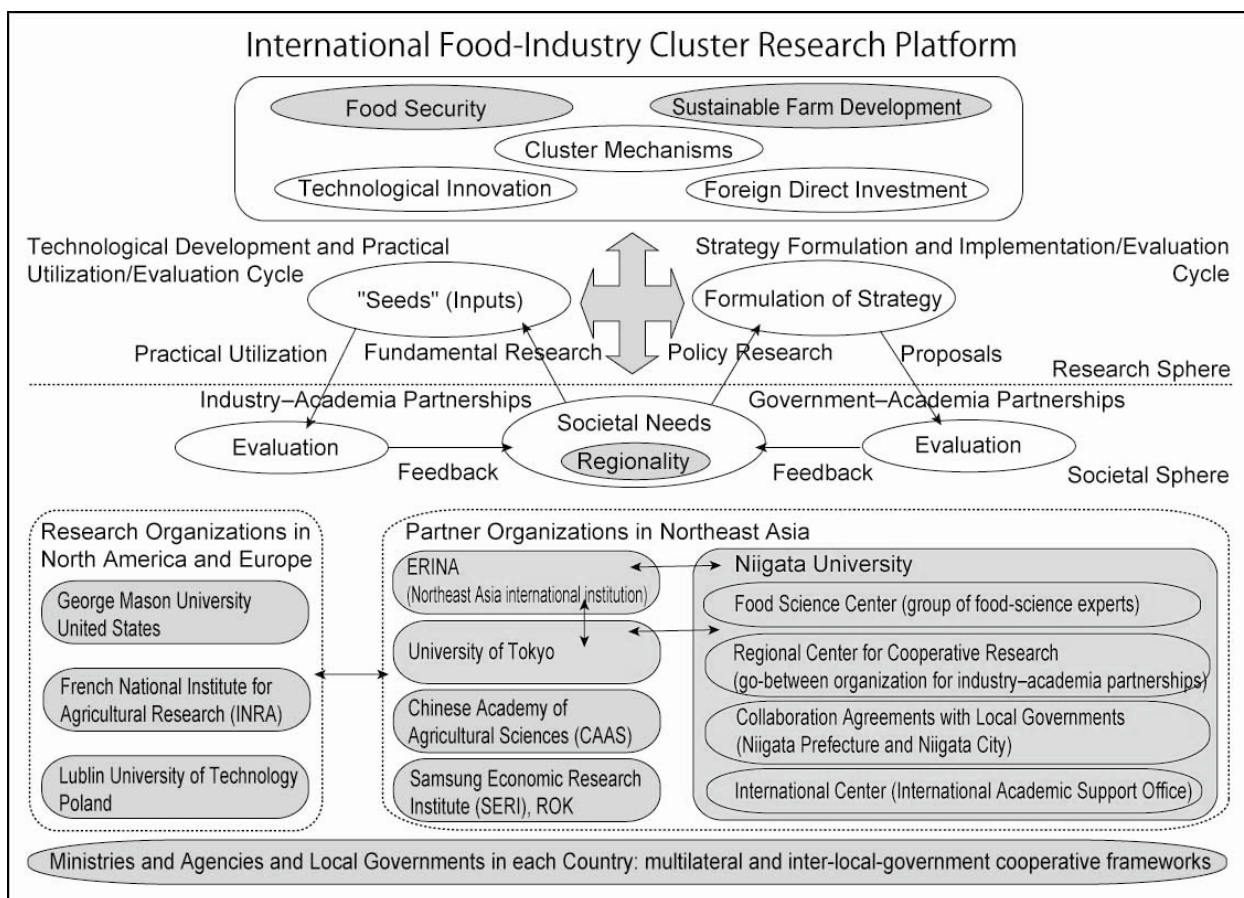 International Food-Industry Cluster Research Platform
Food Security
Sustainable Farm Development
Cluster Mechanisms
Technological Innovation
Foreign Direct Investment
Technological Development and Practical
Utilization/Evaluation Cycle
Strategy Formulation and Implementation/Evaluation
Cycle
"Seeds" (Inputs)
Formulation of Strategy
Practical Utilization
Fundamental Research
Policy Research
Proposals
Research Sphere
Industry–Academia Partnerships
Government–Academia Partnerships
Societal Needs
Evaluation
Evaluation
Regionality
Feedback
Feedback
Societal Sphere
Research Organizations in
North America and Europe
George Mason University
United States
French National Institute for
Agricultural Research (INRA)
Lublin University of Technology
Poland
Partner Organizations in Northeast Asia
ERINA
(Northeast Asia international institution)
University of Tokyo
Chinese Academy of
Agricultural Sciences (CAAS)
Samsung Economic Research
Institute (SERI), ROK
Niigata University
Food Science Center (group of food-science experts)
Regional Center for Cooperative Research
(go-between organization for industry–academia partnerships)
Collaboration Agreements with Local Governments
(Niigata Prefecture and Niigata City)
International Center (International Academic Support Office)
Ministries and Agencies and Local Governments in each Country: multilateral and inter-local-government cooperative frameworks